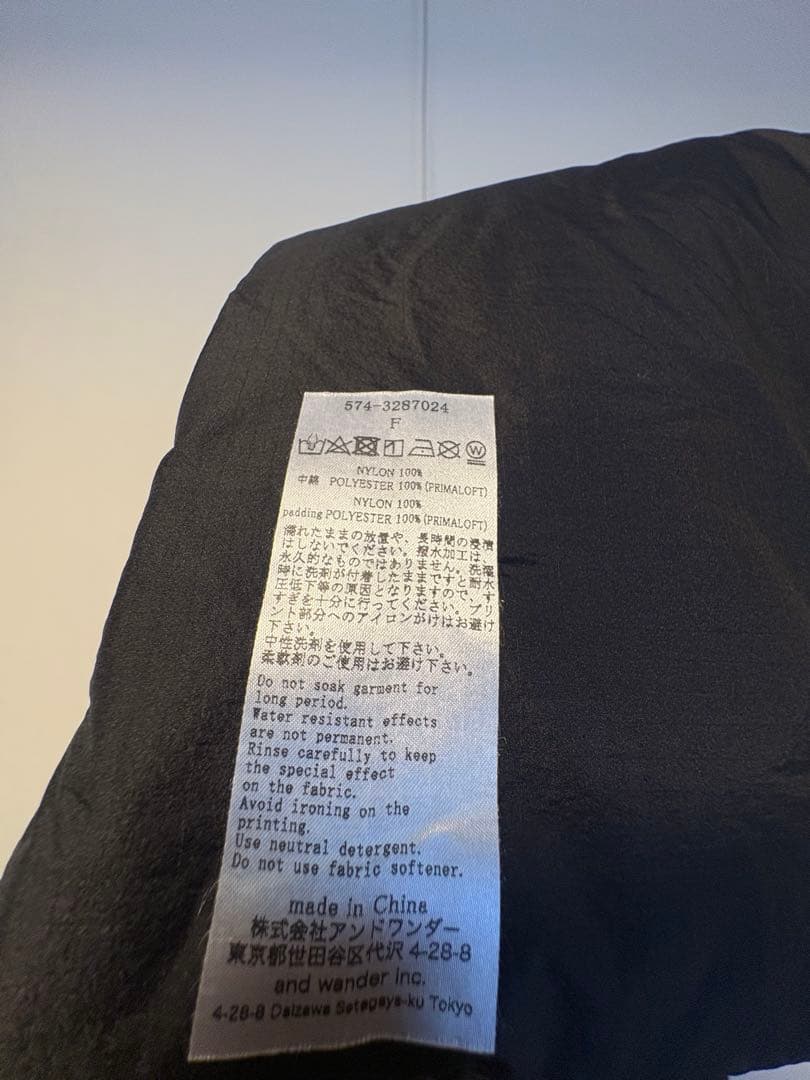 574-3287024
F
NYLON 100%
中綿 POLYESTER 100%(PRIMALOFT)
NYLON 100%
padding POLYESTER 100%(PRIMALOFT)
濡れたままの放置や、長時間の浸漬
はしないでください。撥水加工は、
永久的なものではありません。洗濯
時に洗剤が付着したままですと耐水
圧低下等の原因となりますので、す
すぎを十分に行ってください。プリ
ント部分へのアイロンがけはお避け
下さい。
中性洗剤を使用して下さい。
柔軟剤のご使用はお避け下さい。
Do not soak garment for
long period.
Water resistant effects
are not permanent.
Rinse carefully to keep
the special effect
on the fabric.
Avoid ironing on the
printing.
Use neutral detergent.
Do not use fabric softener.
made in China
株式会社アンドワンダー
東京都世田谷区代沢 4-28-8
and wander inc.
4-28-8 Daizawa Setagaya-ku Tokyo